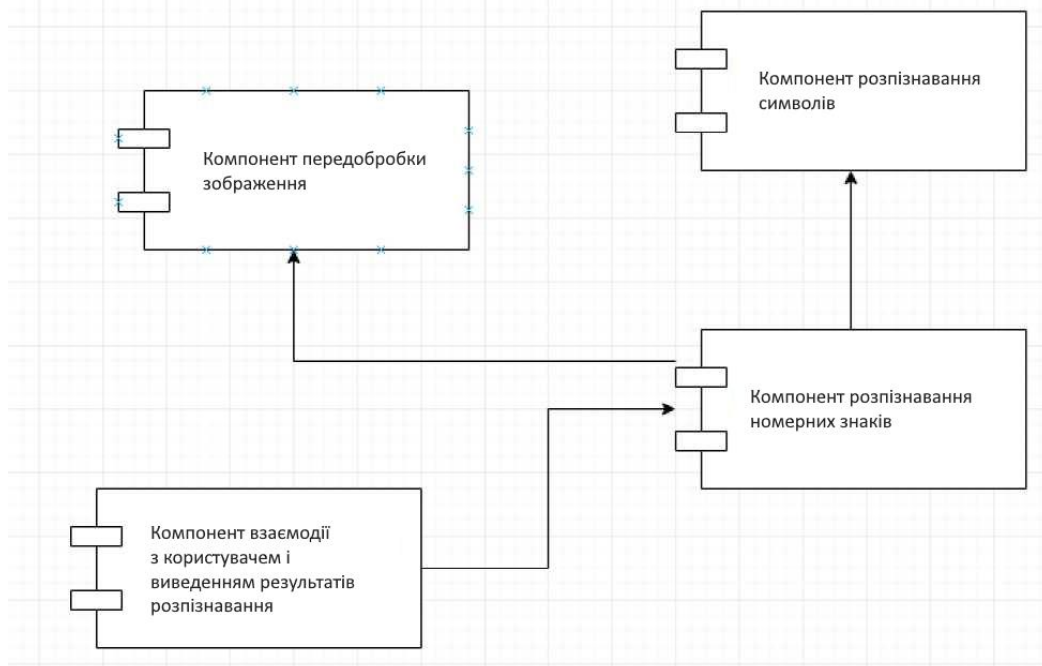 Компонент розпізнавання
символів
Компонент передобробки
зображення
Компонент розпізнавання
номерних знаків
Компонент взаємодії
з користувачем і
виведенням результатів
розпізнавання